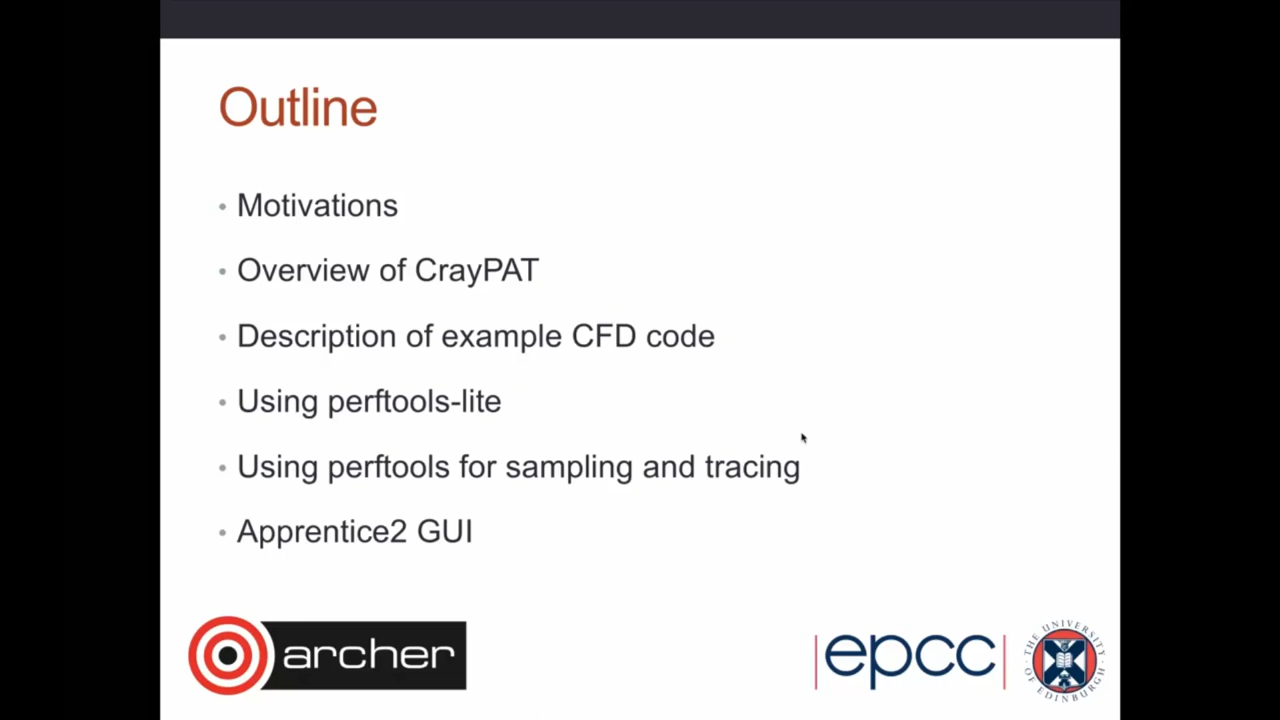 Outline
• Motivations
• Overview of CrayPAT
• Description of example CFD code
• Using perftools-lite
• Using perftools for sampling and tracing
• Apprentice2 GUI
archer
epcc
THE UNIVERSITY OF EDINBURGH